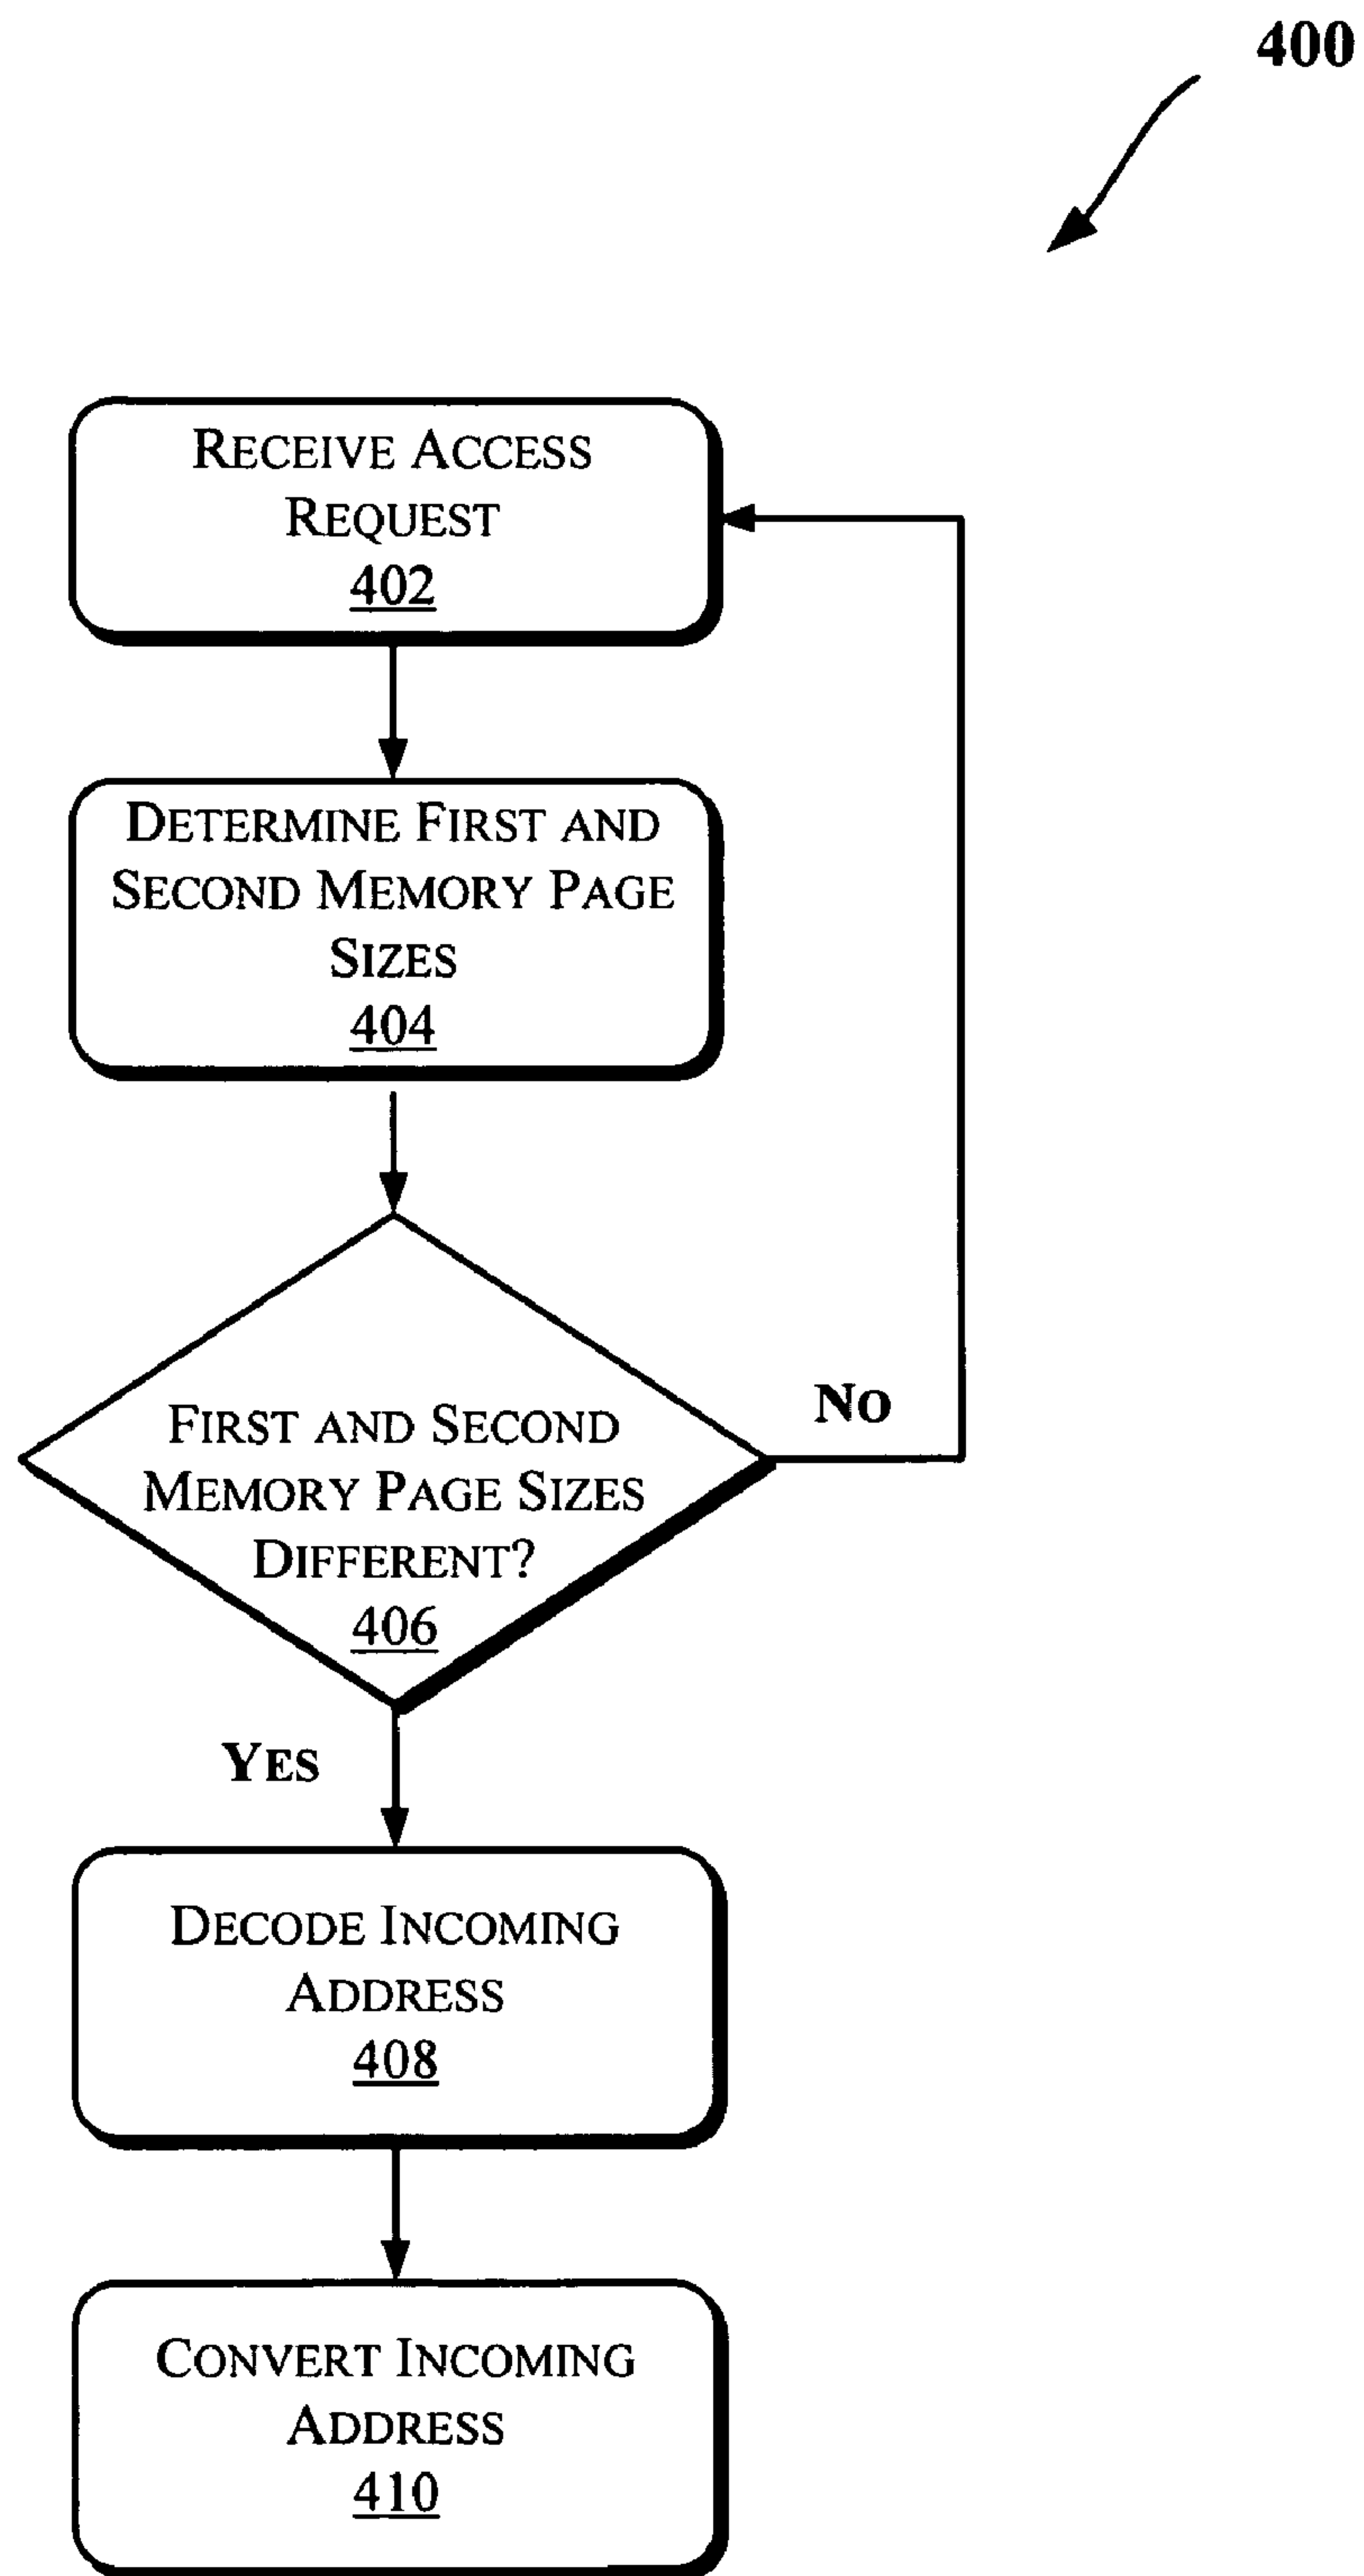 400
RECEIVE ACCESS
REQUEST
402
DETERMINE FIRST AND
SECOND MEMORY PAGE
SIZES
404
FIRST AND SECOND
MEMORY PAGE SIZES
DIFFERENT?
406
NO
YES
DECODE INCOMING
ADDRESS
408
CONVERT INCOMING
ADDRESS
410